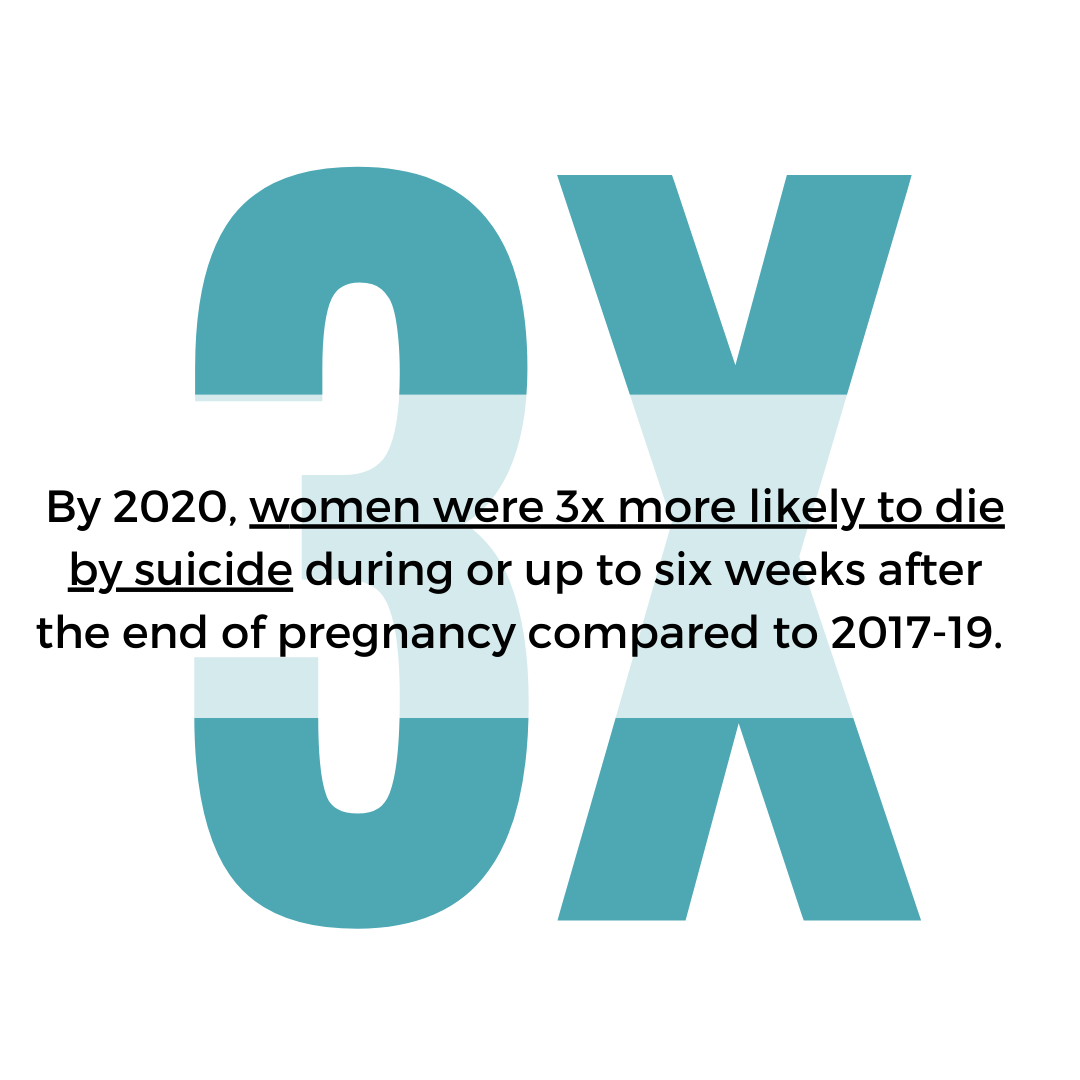 3X
By 2020, women were 3x more likely to die
by suicide during or up to six weeks after
the end of pregnancy compared to 2017-19.